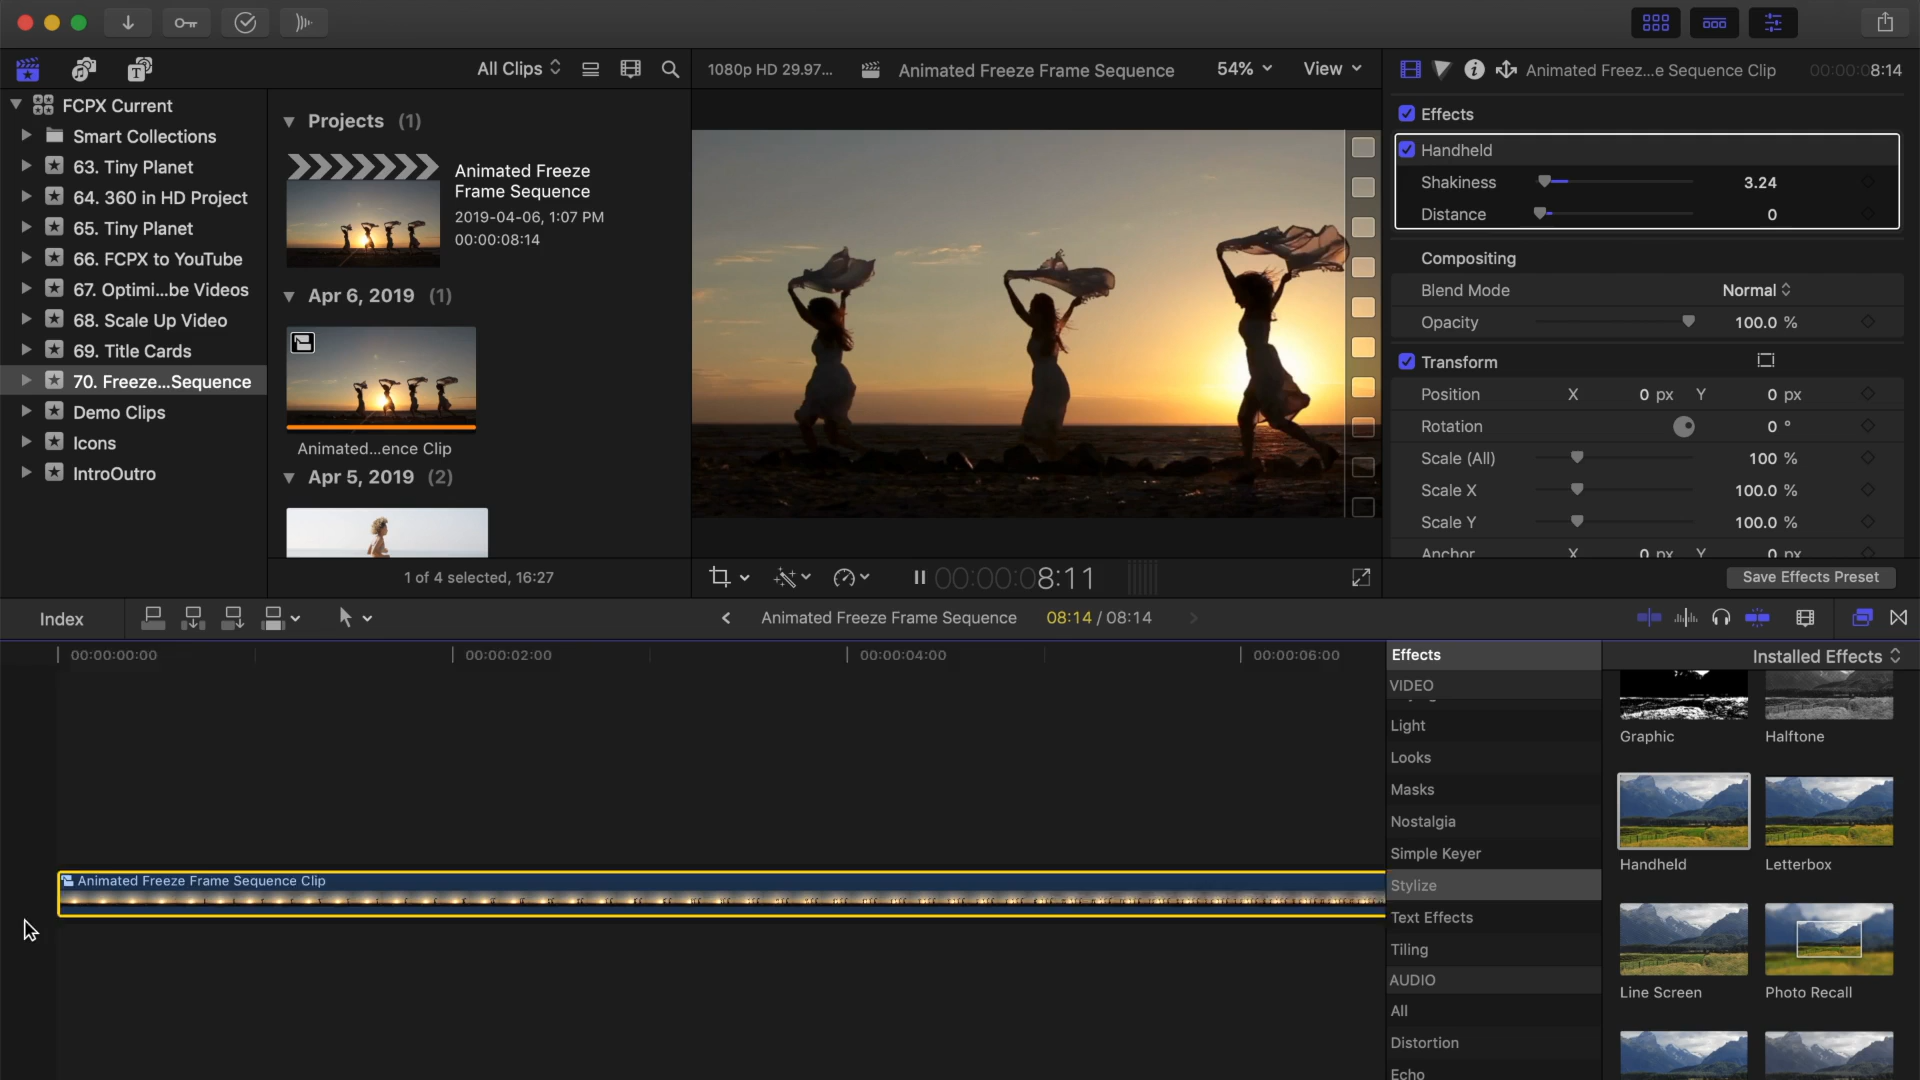 All Clips
1080p HD 29.97...
Animated Freeze Frame Sequence
54%
View
Animated Freez...e Sequence Clip
00:00:08:14
FCPX Current
Smart Collections
63. Tiny Planet
64. 360 in HD Project
65. Tiny Planet
66. FCPX to YouTube
67. Optimi...be Videos
68. Scale Up Video
69. Title Cards
70. Freeze...Sequence
Demo Clips
Icons
IntroOutro
Projects (1)
Animated Freeze
Frame Sequence
2019-04-06, 1:07 PM
00:00:08:14
Apr 6, 2019 (1)
Animated...ence Clip
Apr 5, 2019 (2)
1 of 4 selected, 16:27
00:00:08:11
Effects
Handheld
Shakiness 3.24
Distance 0
Compositing
Blend Mode Normal
Opacity 100.0 %
Transform
Position X 0 px Y 0 px
Rotation 0 °
Scale (All) 100 %
Scale X 100.0 %
Scale Y 100.0 %
Anchor X 0 px Y 0 px
Save Effects Preset
Index
Animated Freeze Frame Sequence
08:14 / 08:14
00:00:00:00
00:00:02:00
00:00:04:00
00:00:06:00
Animated Freeze Frame Sequence Clip
Effects
VIDEO
Light
Looks
Masks
Nostalgia
Simple Keyer
Stylize
Text Effects
Tiling
AUDIO
All
Distortion
Echo
Installed Effects
Graphic
Halftone
Handheld
Letterbox
Line Screen
Photo Recall